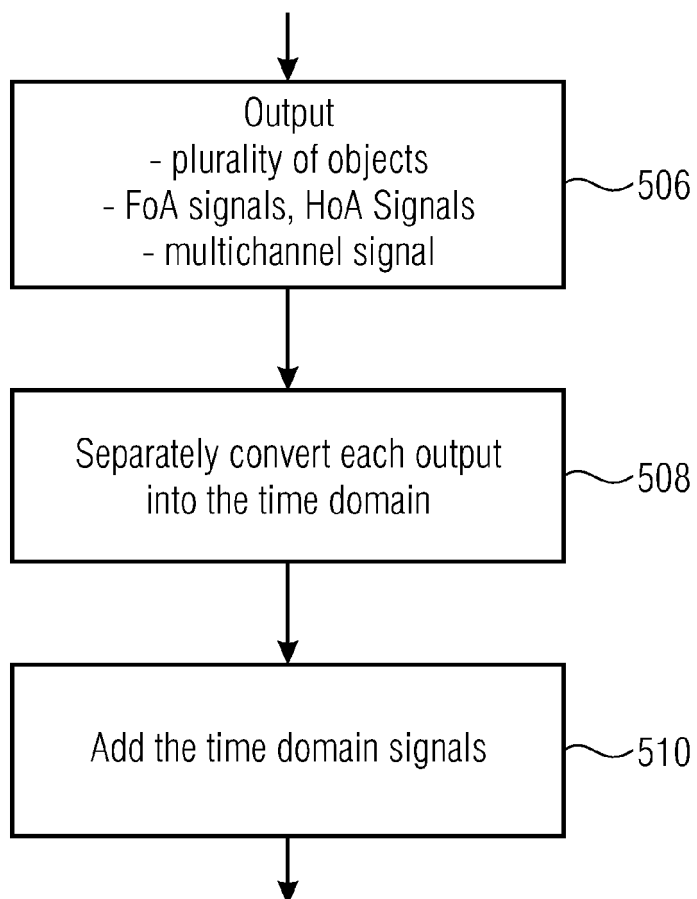 Output
- plurality of objects
- FoA signals, HoA Signals
- multichannel signal
506
Separately convert each output
into the time domain
508
Add the time domain signals
510